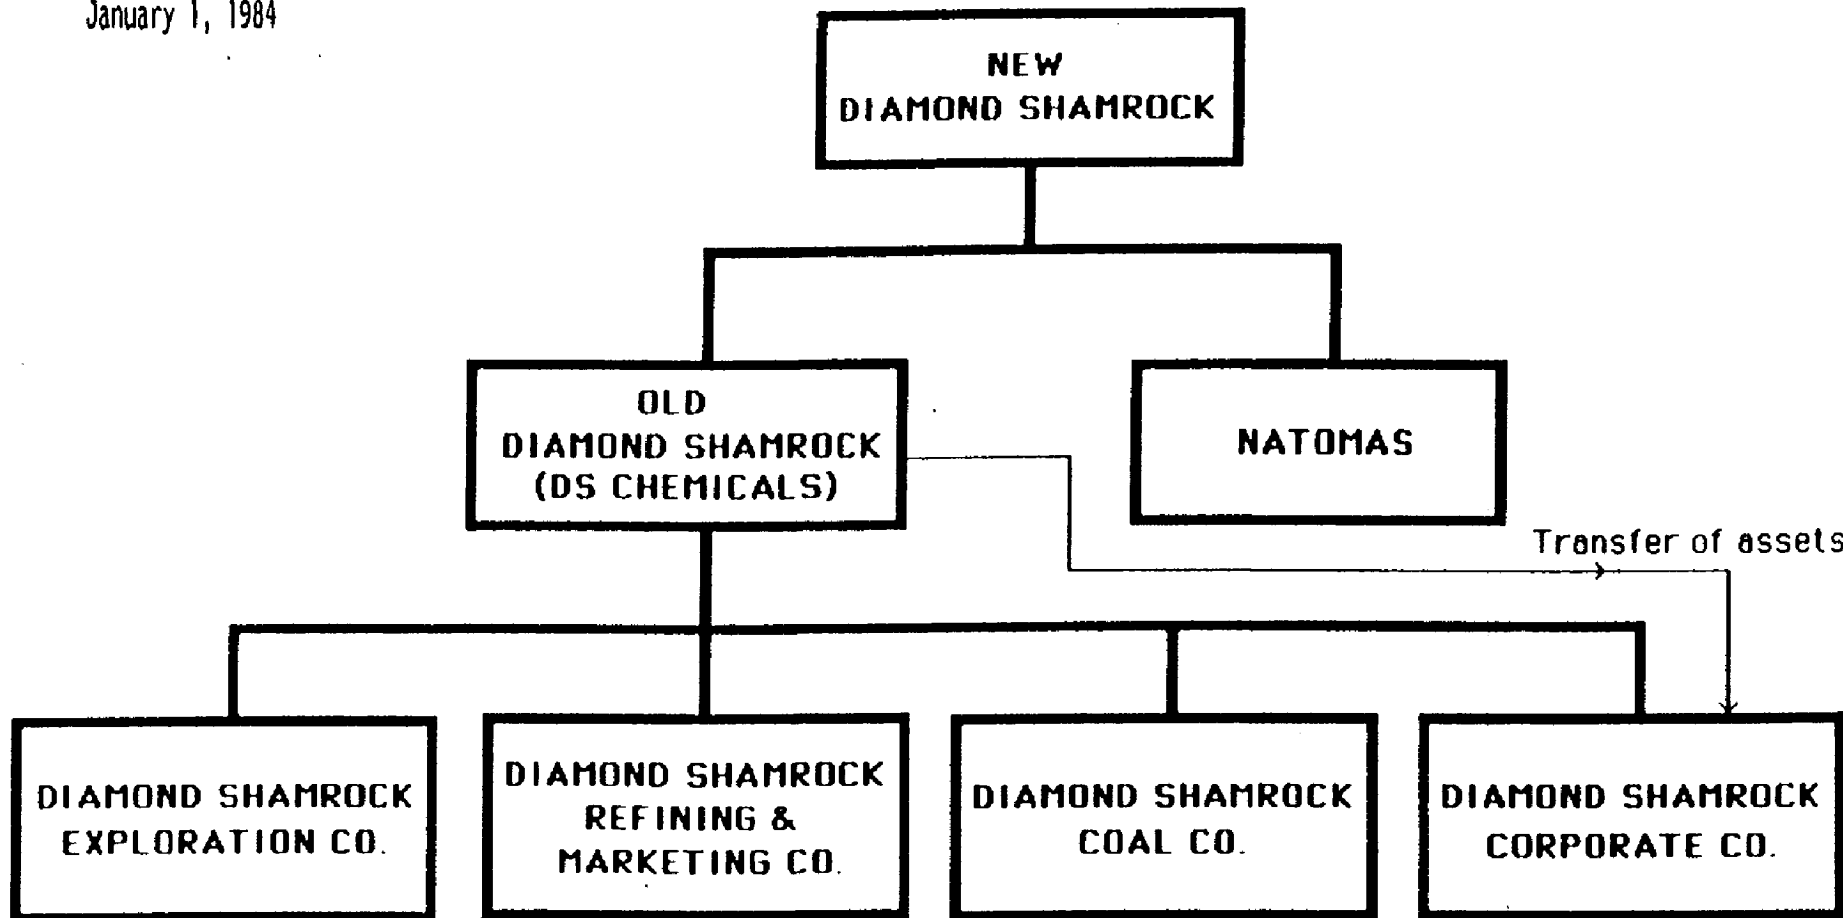 January 1, 1984
NEW
DIAMOND SHAMROCK
OLD
DIAMOND SHAMROCK
(DS CHEMICALS)
NATOMAS
Transfer of assets
DIAMOND SHAMROCK
EXPLORATION CO.
DIAMOND SHAMROCK
REFINING &
MARKETING CO.
DIAMOND SHAMROCK
COAL CO.
DIAMOND SHAMROCK
CORPORATE CO.